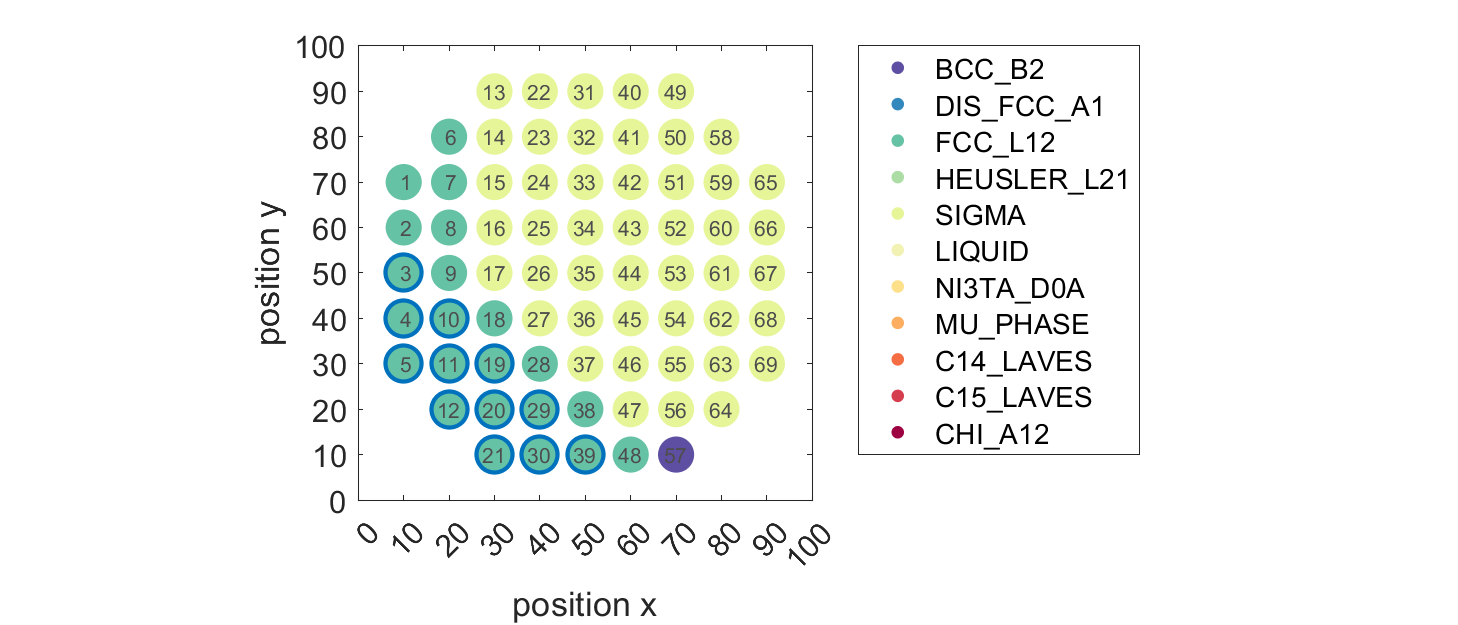 100
90
80
70
60
50
40
30
20
10
0
position y
13 22 31 40 49
6 14 23 32 41 50 58
1 7 15 24 33 42 51 59 65
2 8 16 25 34 43 52 60 66
3 9 17 26 35 44 53 61 67
4 10 18 27 36 45 54 62 68
5 11 19 28 37 46 55 63 69
12 20 29 38 47 56 64
21 30 39 48 57
0 10 20 30 40 50 60 70 80 90 100
position x
BCC_B2
DIS_FCC_A1
FCC_L12
HEUSLER_L21
SIGMA
LIQUID
NI3TA_D0A
MU_PHASE
C14_LAVES
C15_LAVES
CHI_A12